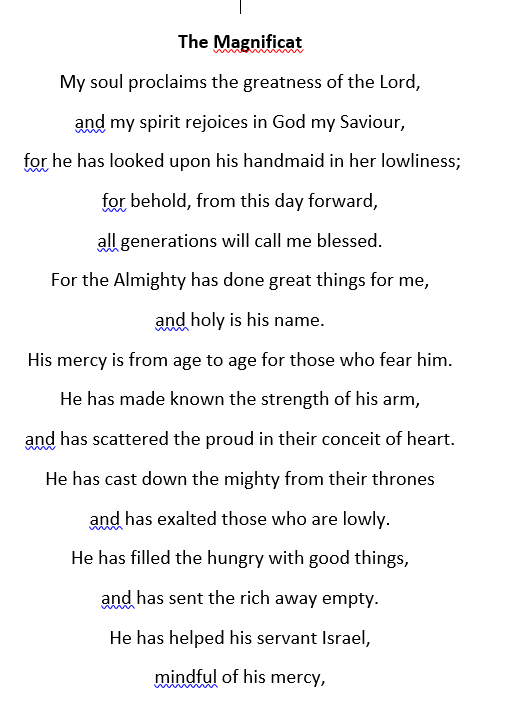 The Magnificat
My soul proclaims the greatness of the Lord,
and my spirit rejoices in God my Saviour,
for he has looked upon his handmaid in her lowliness;
for behold, from this day forward,
all generations will call me blessed.
For the Almighty has done great things for me,
and holy is his name.
His mercy is from age to age for those who fear him.
He has made known the strength of his arm,
and has scattered the proud in their conceit of heart.
He has cast down the mighty from their thrones
and has exalted those who are lowly.
He has filled the hungry with good things,
and has sent the rich away empty.
He has helped his servant Israel,
mindful of his mercy,